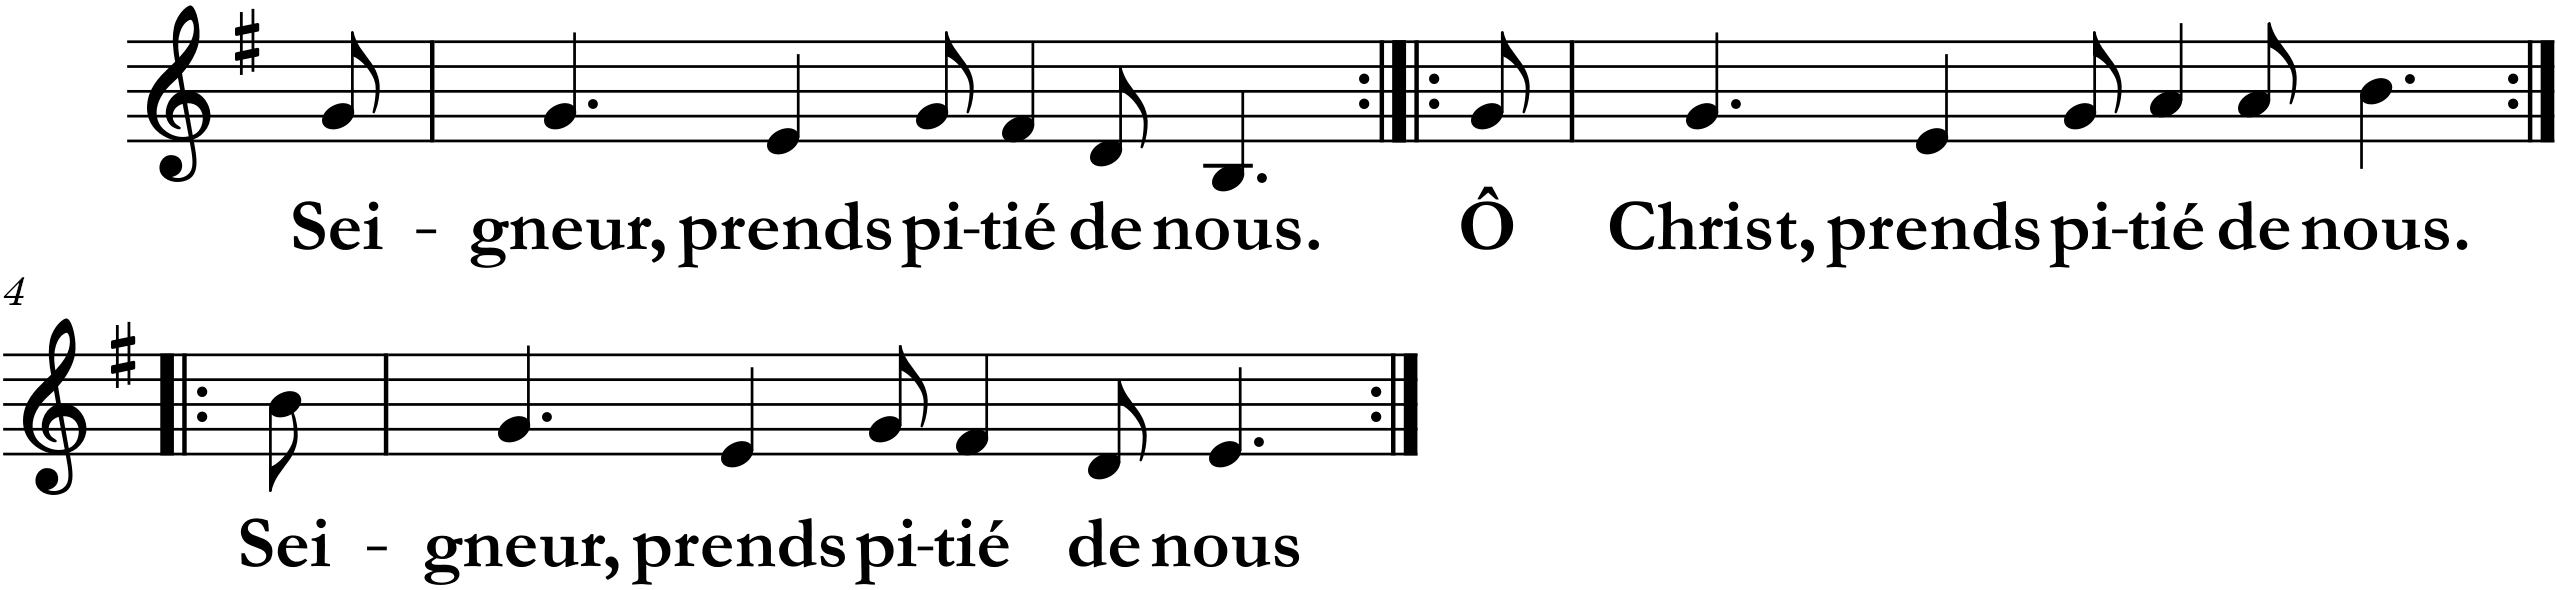 Sei - gneur, prends pi-tié de nous. Ô Christ, prends pi-tié de nous.
4
Sei - gneur, prends pi-tié de nous